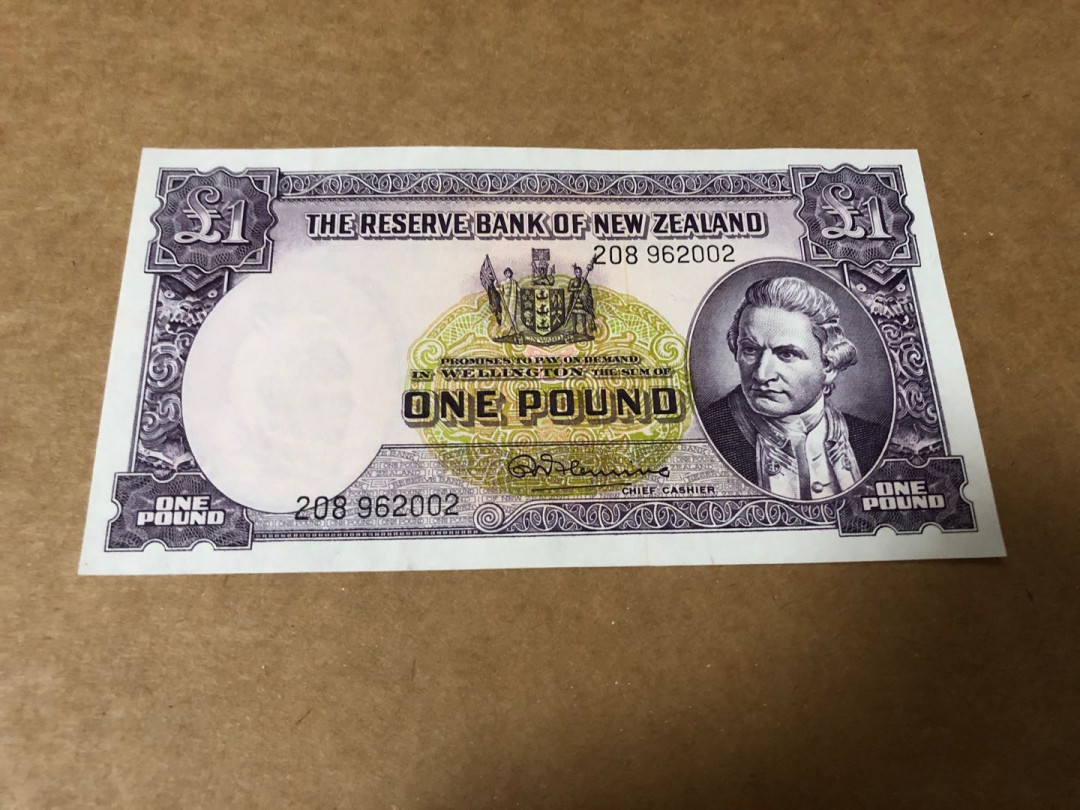 £1 £1
THE RESERVE BANK OF NEW ZEALAND
208 962002
ONWARD
PROMISES TO PAY ON DEMAND
IN WELLINGTON THE SUM OF
ONE POUND
CHIEF CASHIER
208 962002
ONE
POUND
ONE
POUND